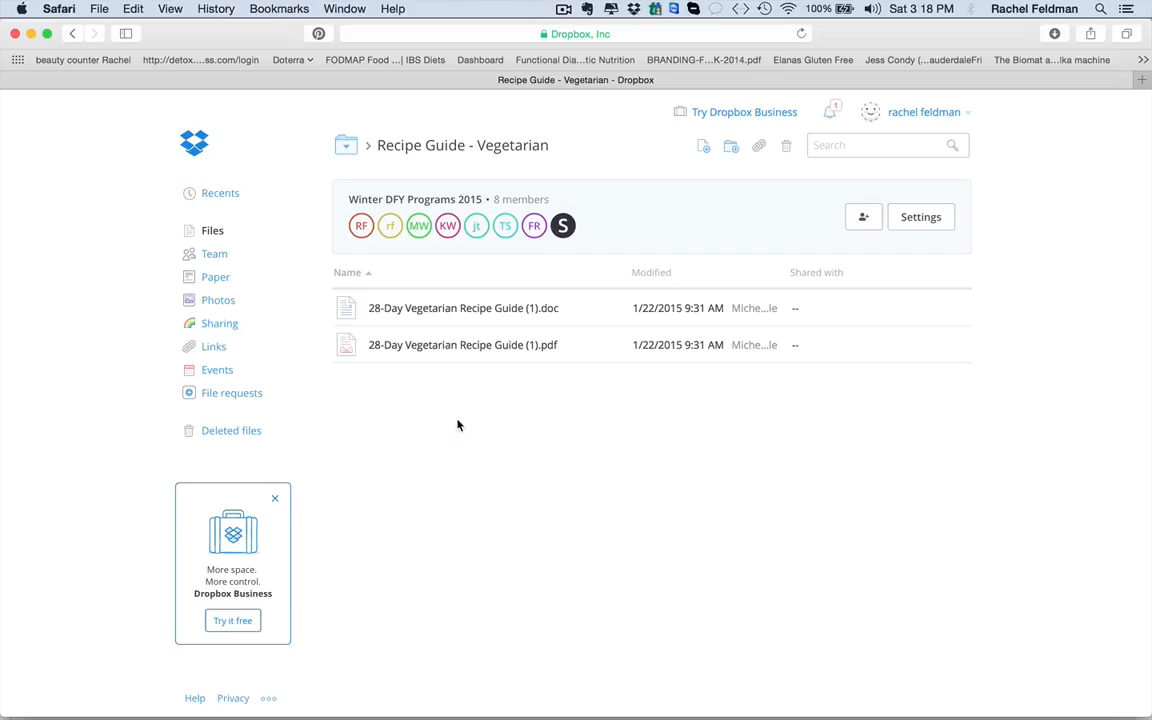 Safari File Edit View History Bookmarks Window Help 100% Sat 3 18 PM Rachel Feldman
Dropbox, Inc
beauty counter Rachel http://detox....ss.com/login Doterra FODMAP Food ...| IBS Diets Dashboard Functional Dia...tic Nutrition BRANDING-F...K-2014.pdf Elanas Gluten Free Jess Condy (...auderdaleFri The Biomat a...lka machine >>
Recipe Guide - Vegetarian - Dropbox +
Try Dropbox Business 1 rachel feldman
> Recipe Guide - Vegetarian Search
Winter DFY Programs 2015 • 8 members
RF rf MW KW jt TS FR S
Settings
Name Modified Shared with
28-Day Vegetarian Recipe Guide (1).doc 1/22/2015 9:31 AM Miche...le --
28-Day Vegetarian Recipe Guide (1).pdf 1/22/2015 9:31 AM Miche...le --
Recents
Files
Team
Paper
Photos
Sharing
Links
Events
File requests
Deleted files
More space.
More control.
Dropbox Business
Try it free
Help Privacy